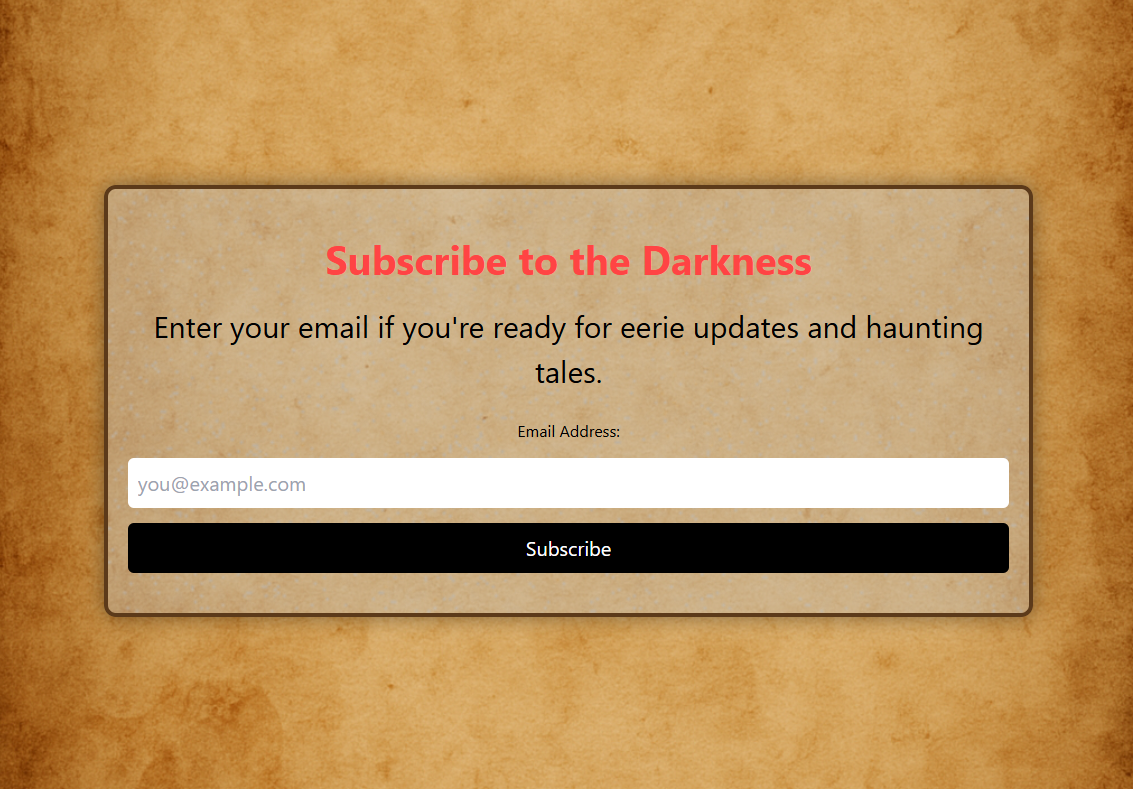 Subscribe to the Darkness
Enter your email if you're ready for eerie updates and haunting
tales.
Email Address:
you@example.com
Subscribe